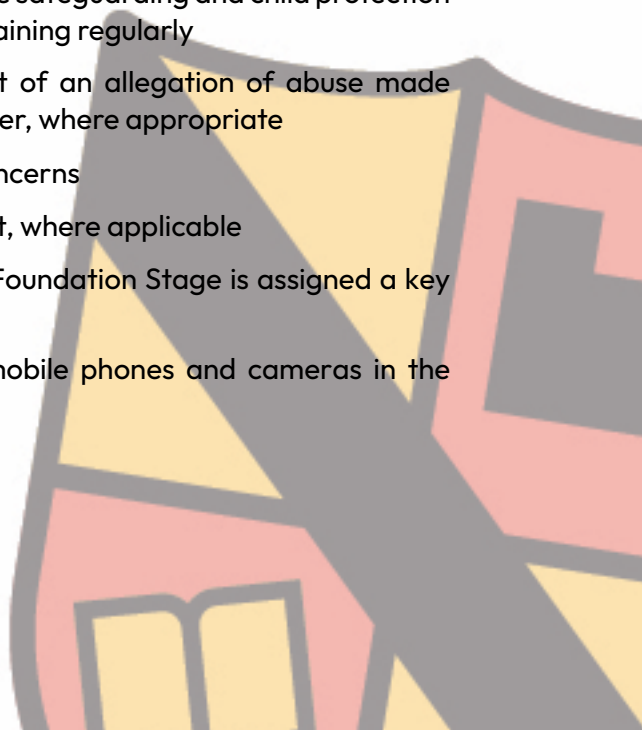 safeguarding and child protection
aining regularly
t of an allegation of abuse made
er, where appropriate
ncerns
t, where applicable
Foundation Stage is assigned a key
mobile phones and cameras in the